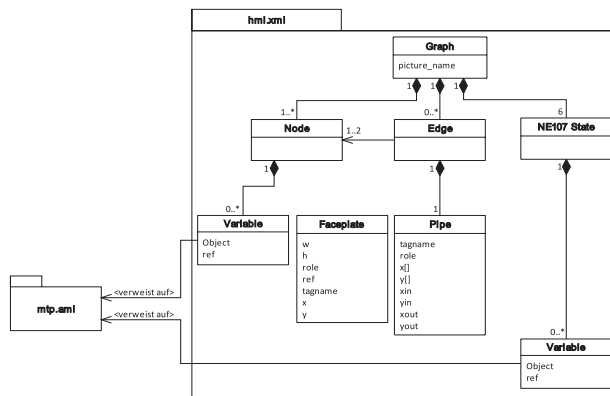 hmi.xml
Graph
picture_name
1
1
1
1..*
0..*
6
Node
1..2
Edge
NE107 State
1
1
1
0..*
1
Variable
Object
ref
Faceplate
w
h
role
ref
tagname
x
y
Pipe
tagname
role
x[]
y[]
xin
yin
xout
yout
<verweist auf>
mtp.aml
<verweist auf>
0..*
Variable
Object
ref